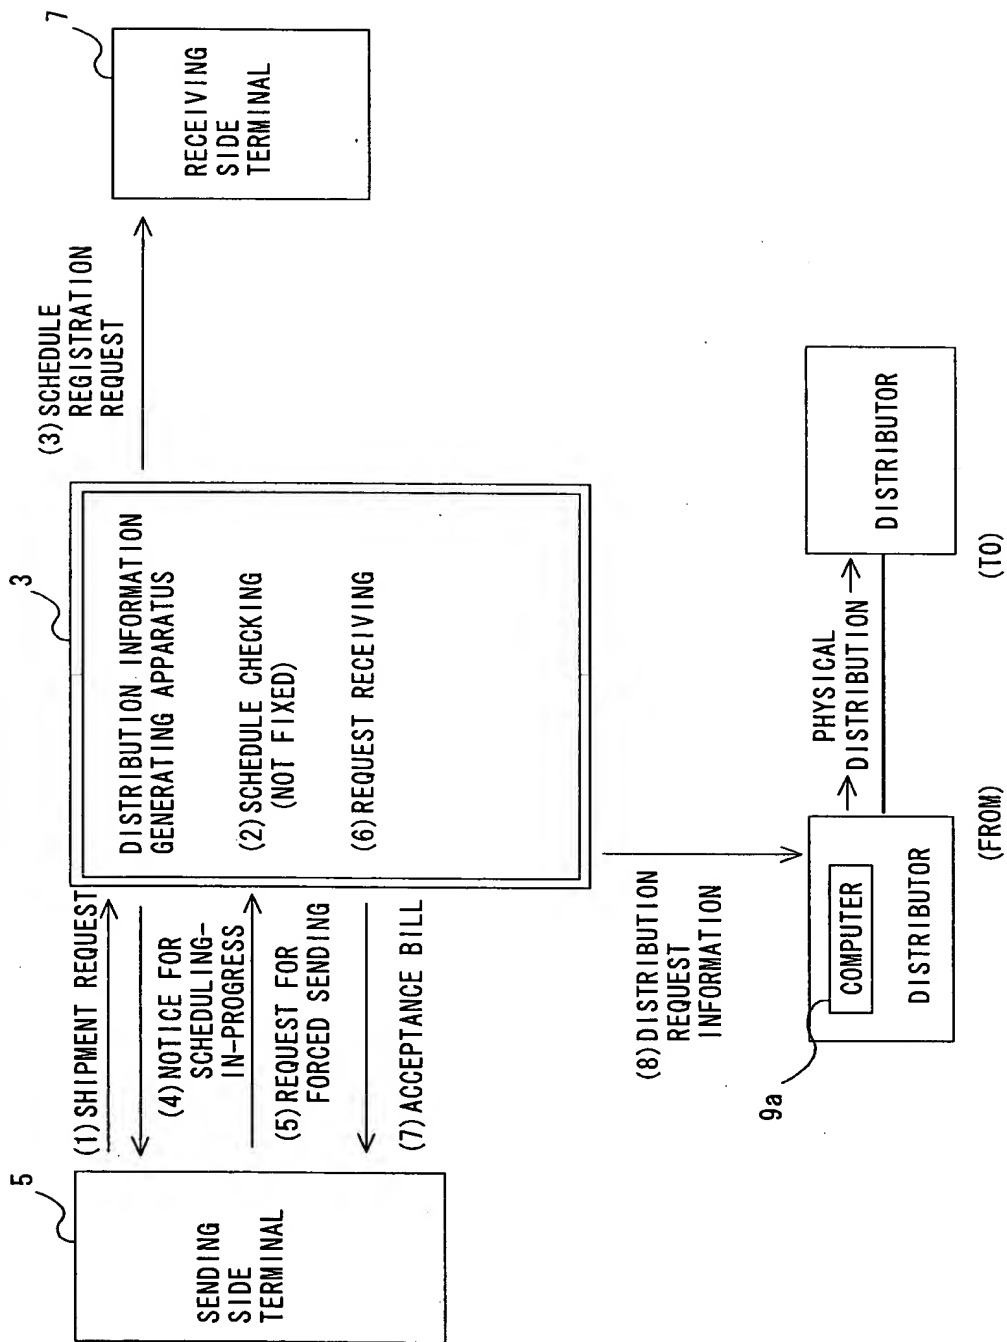 5
SENDING
SIDE
TERMINAL
(1) SHIPMENT REQUEST
(4) NOTICE FOR
SCHEDULING-
IN-PROGRESS
(5) REQUEST FOR
FORCED SENDING
(7) ACCEPTANCE BILL
3
DISTRIBUTION INFORMATION
GENERATING APPARATUS
(2) SCHEDULE CHECKING
(NOT FIXED)
(6) REQUEST RECEIVING
(3) SCHEDULE
REGISTRATION
REQUEST
7
RECEIVING
SIDE
TERMINAL
(8) DISTRIBUTION
REQUEST
INFORMATION
9a
COMPUTER
DISTRIBUTOR
(FROM)
PHYSICAL
DISTRIBUTION
DISTRIBUTOR
(TO)